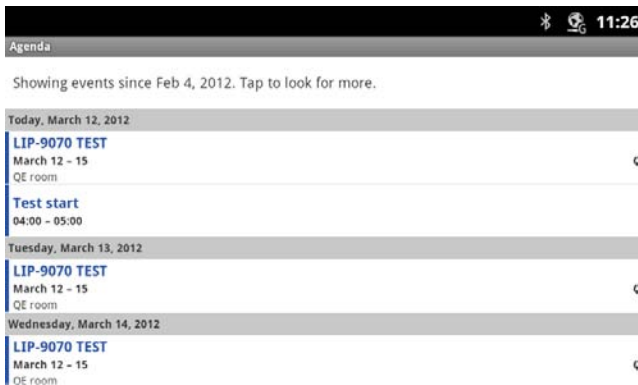 11:26
Agenda
Showing events since Feb 4, 2012. Tap to look for more.
Today, March 12, 2012
LIP-9070 TEST
March 12 – 15
QE room
Test start
04:00 – 05:00
Tuesday, March 13, 2012
LIP-9070 TEST
March 12 – 15
QE room
Wednesday, March 14, 2012
LIP-9070 TEST
March 12 – 15
QE room